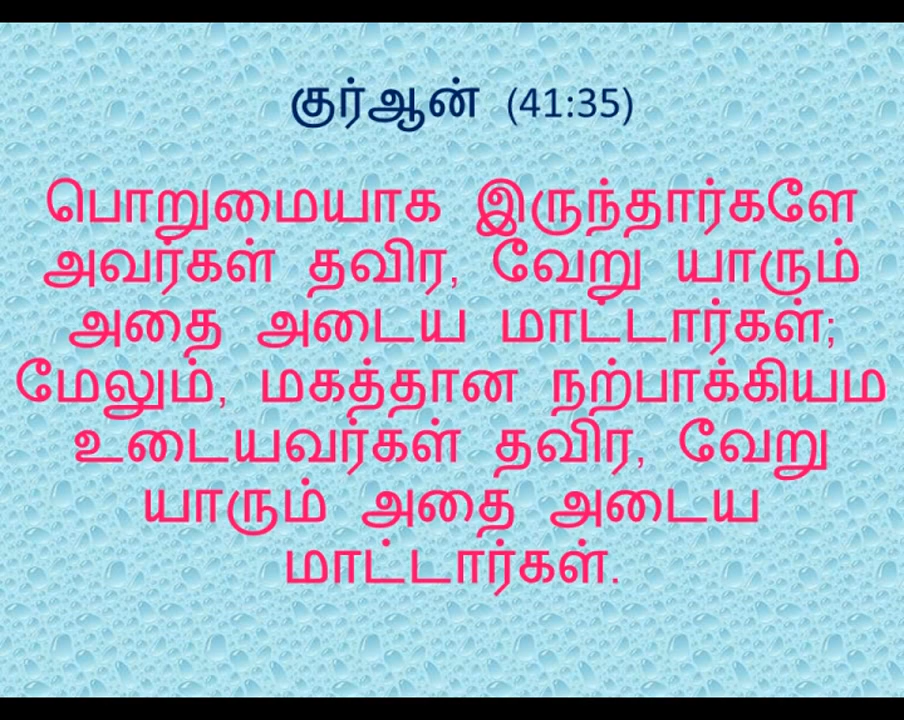 குர்ஆன் (41:35)
பொறுமையாக இருந்தார்களே
அவர்கள் தவிர, வேறு யாரும்
அதை அடைய மாட்டார்கள்;
மேலும், மகத்தான நற்பாக்கியம
உடையவர்கள் தவிர, வேறு
யாரும் அதை அடைய
மாட்டார்கள்.